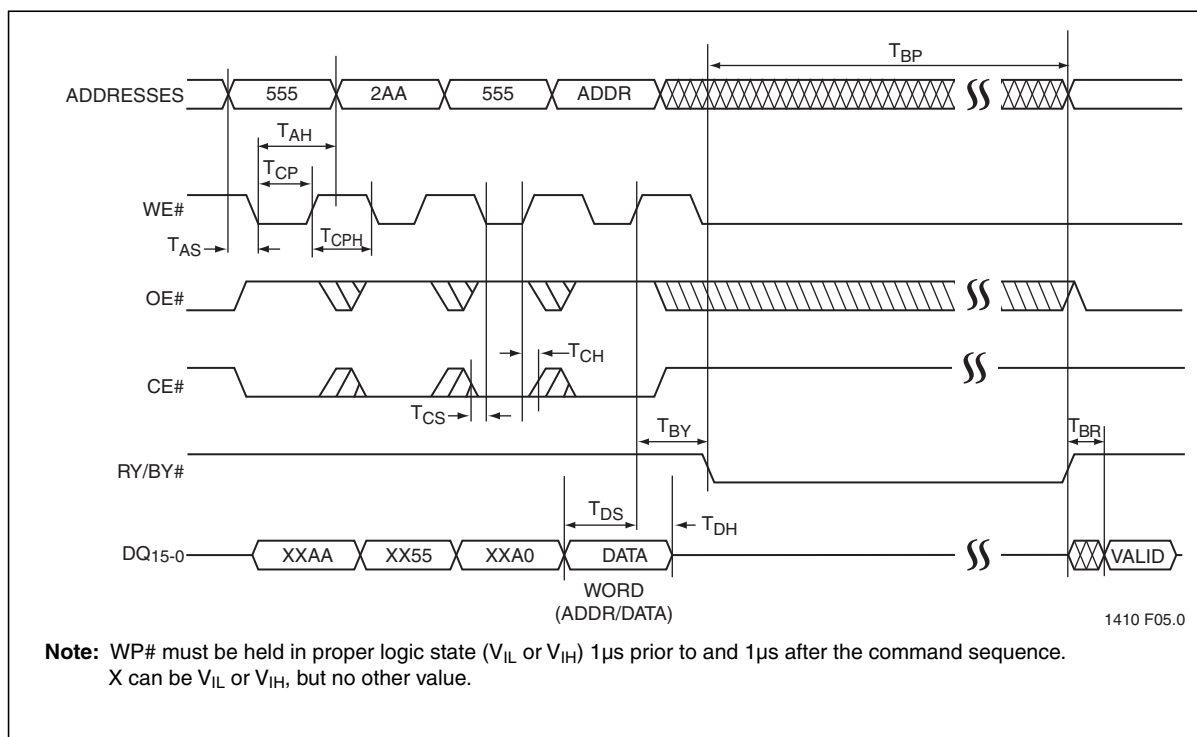 T_BP
ADDRESSES 555 2AA 555 ADDR
T_AH
T_CP
WE#
T_AS T_CPH
OE#
T_CH
CE#
T_CS
T_BY T_BR
RY/BY#
T_DS T_DH
DQ15-0 XXAA XX55 XXA0 DATA VALID
WORD
(ADDR/DATA)
1410 F05.0
Note: WP# must be held in proper logic state (V_IL or V_IH) 1µs prior to and 1µs after the command sequence.
X can be V_IL or V_IH, but no other value.